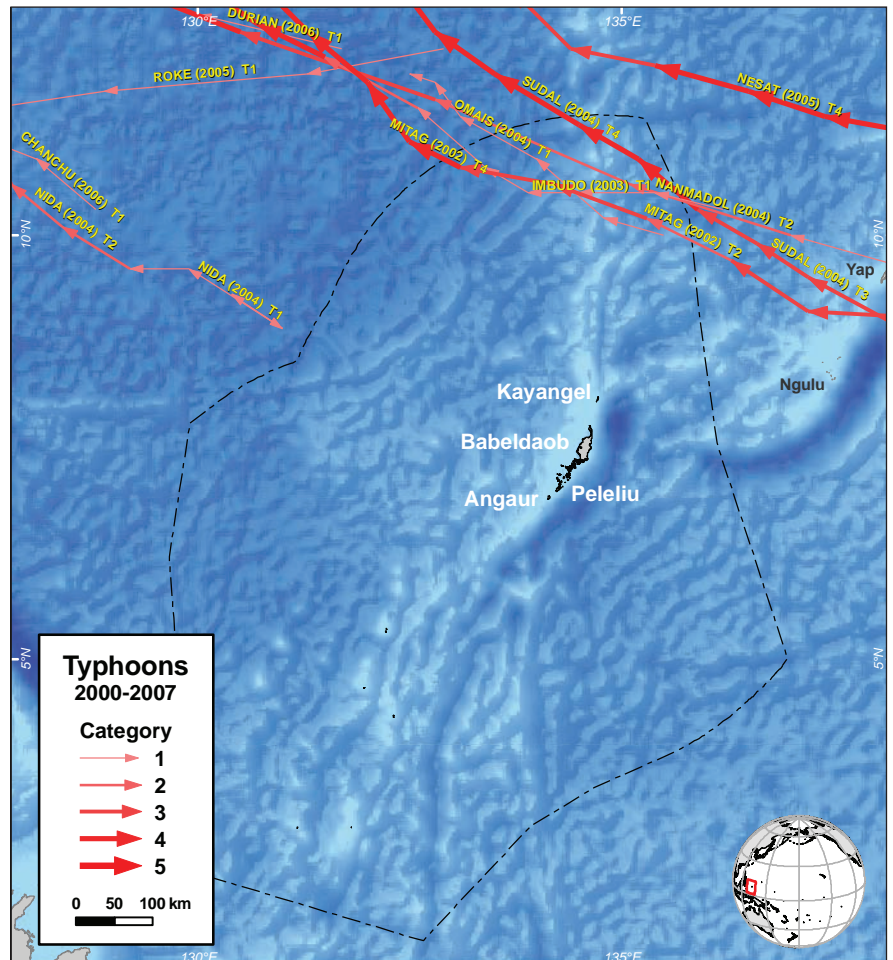 130°E
135°E
DURIAN (2006) T1
ROKE (2005) T1
SUDAL (2004) T4
NESAT (2005) T4
OMAIS (2004) T1
MITAG (2002) T4
CHANCHU (2006) T1
IMBUDO (2003) T1
NANMADOL (2004) T2
NIDA (2004) T2
MITAG (2002) T2
10°N
10°N
SUDAL (2004) T3
NIDA (2004) T1
Yap
Ngulu
Kayangel
Babeldaob
Angaur
Peleliu
5°N
5°N
Typhoons
2000-2007
Category
1
2
3
4
5
0 50 100 km
130°E
135°E